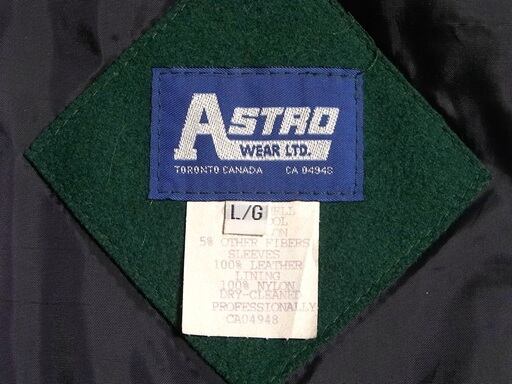 ASTRO
WEAR LTD.
TORONTO CANADA CA 04948
L/G
5% OTHER FIBERS
SLEEVES
100% LEATHER
LINING
100% NYLON
DRY-CLEANED
PROFESSIONALLY
CA04948